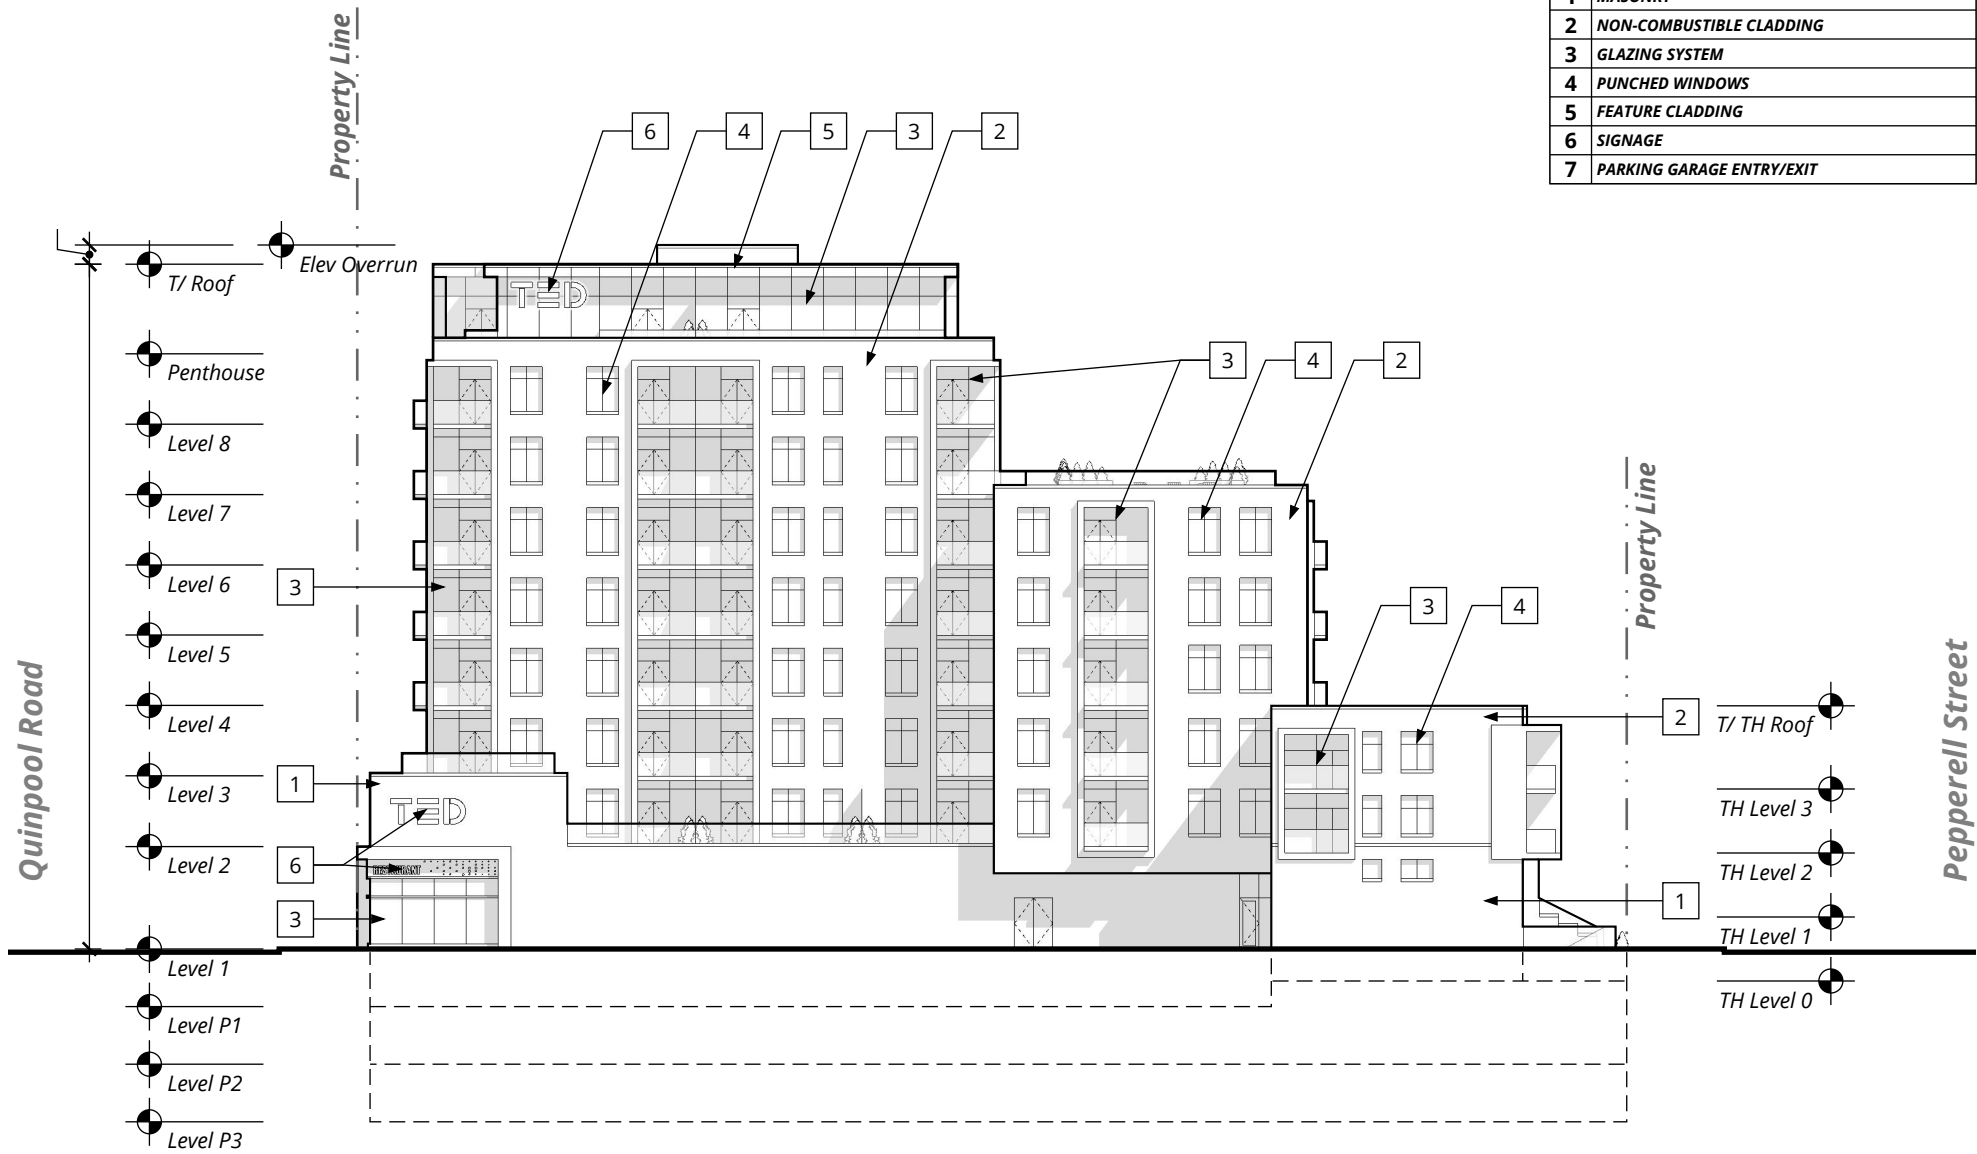 1 MASONRY
2 NON-COMBUSTIBLE CLADDING
3 GLAZING SYSTEM
4 PUNCHED WINDOWS
5 FEATURE CLADDING
6 SIGNAGE
7 PARKING GARAGE ENTRY/EXIT
Property Line
6
4
5
3
2
Elev Overrun
T/ Roof
TED
Penthouse
3
4
2
Level 8
Level 7
Property Line
Level 6
3
3
4
Level 5
Quinpool Road
Pepperell Street
Level 4
2
T/ TH Roof
Level 3
1
TED
TH Level 3
Level 2
6
RESTAURANT
TH Level 2
3
1
TH Level 1
Level 1
TH Level 0
Level P1
Level P2
Level P3